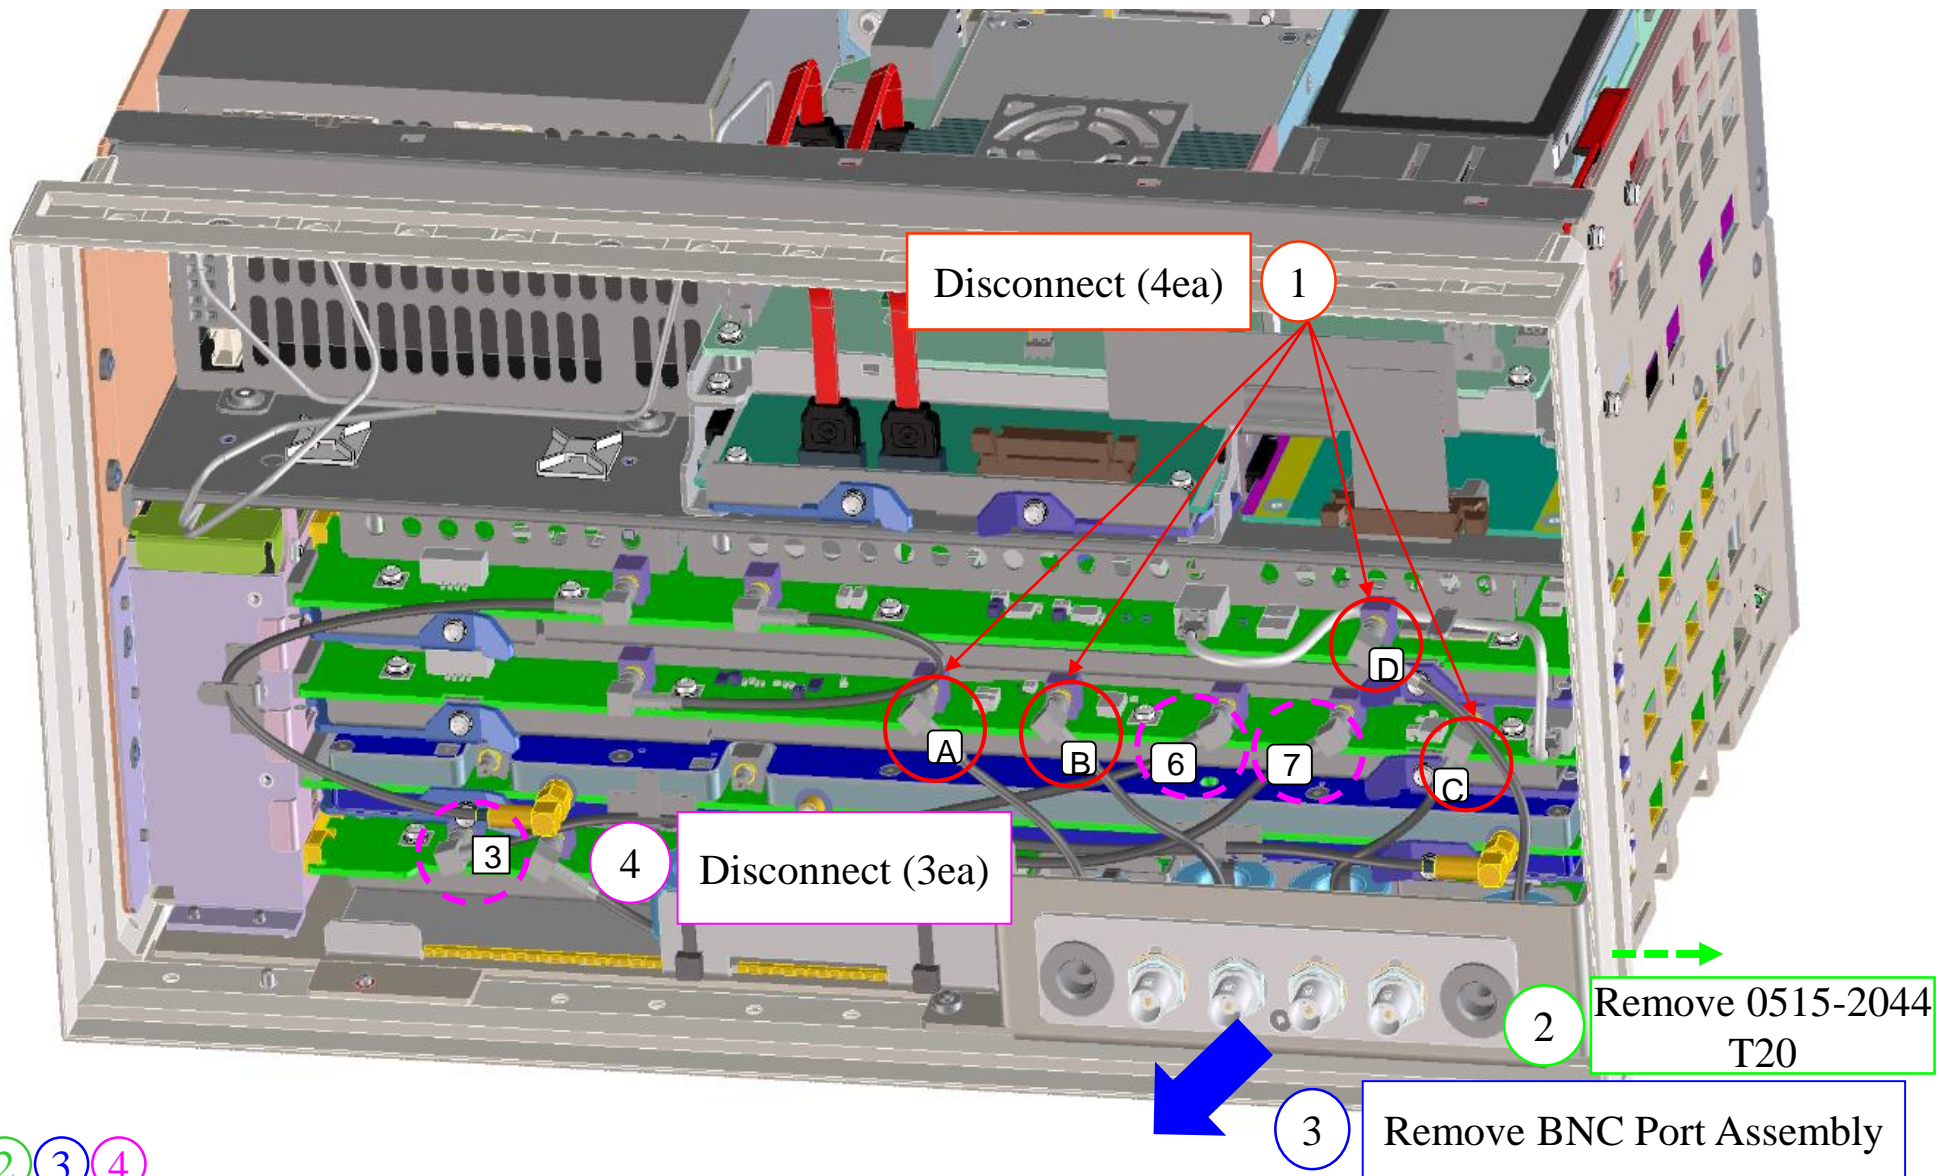 Disconnect (4ea)
1
D
A
B
6
7
C
3
4
Disconnect (3ea)
2
Remove 0515-2044
T20
3
Remove BNC Port Assembly
2 3 4